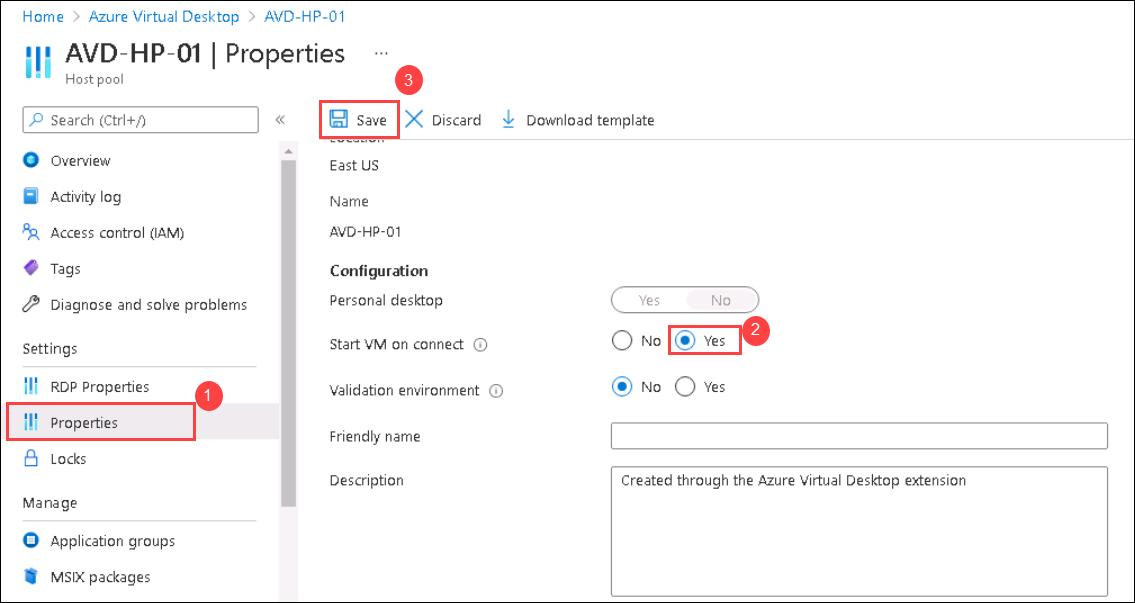 Home > Azure Virtual Desktop > AVD-HP-01
AVD-HP-01 | Properties ...
Host pool
3
Search (Ctrl+/)
«
Save
Discard
Download template
Overview
Activity log
Access control (IAM)
Tags
Diagnose and solve problems
Settings
RDP Properties
1
Properties
Locks
Manage
Application groups
MSIX packages
Location
East US
Name
AVD-HP-01
Configuration
Personal desktop Yes No
Start VM on connect No Yes 2
Validation environment No Yes
Friendly name
Description Created through the Azure Virtual Desktop extension